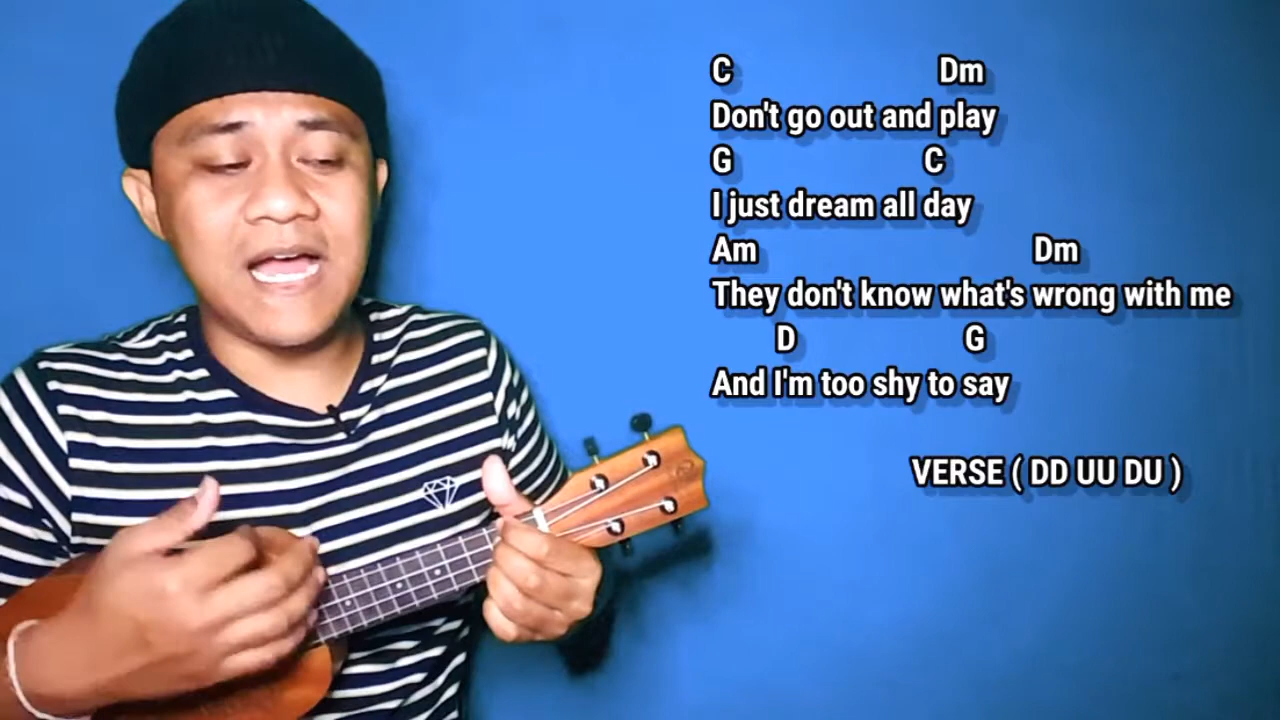 C Dm
Don't go out and play
G C
I just dream all day
Am Dm
They don't know what's wrong with me
D G
And I'm too shy to say
VERSE ( DD UU DU )